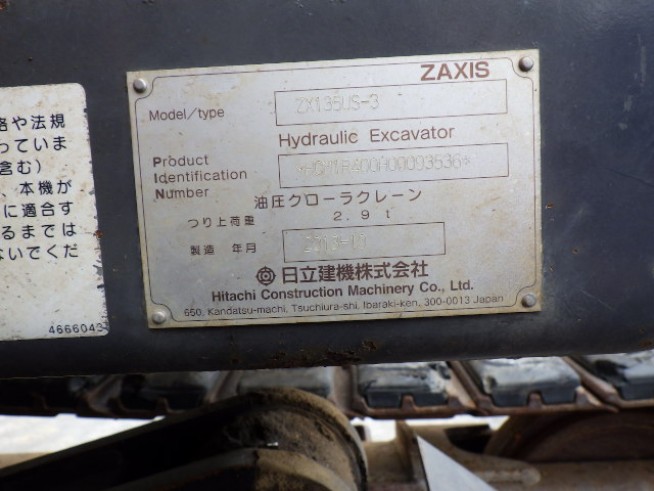 ZAXIS
Model/type ZX135US-3
Hydraulic Excavator
Product
Identification
Number
油圧クローラクレーン
つり上荷重 2.9 t
製造 年月
日立建機株式会社
Hitachi Construction Machinery Co., Ltd.
650, Kandatsu-machi, Tsuchiura-shi, Ibaraki-ken, 300-0013 Japan
格や法規
っていま
含む)
、本機が
に適合す
るまでは
ないでくだ
4666043